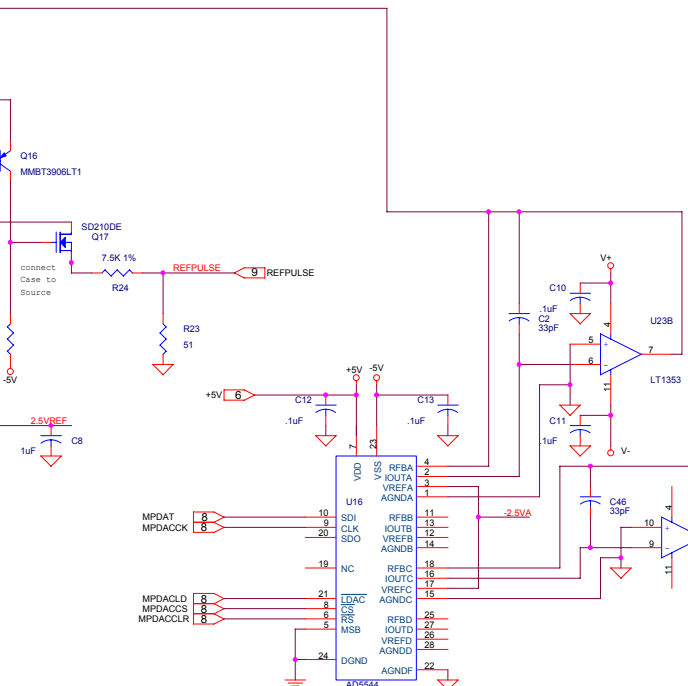 Q16
MMBT3906LT1
SD210DE
Q17
connect
Case to
Source
7.5K 1%
R24
REFPULSE
9
REFPULSE
R23
51
-5V
2.5VREF
C8
1uF
V+
C10
.1uF
C2
33pF
4
U23B
5
+
6
-
7
11
LT1353
C11
.1uF
V-
+5V
6
+5V
-5V
C12
.1uF
C13
.1uF
7
23
VDD
VSS
U16
RFBA
4
IOUTA
2
VREFA
3
AGNDA
1
MPDAT
8
10
SDI
RFBB
11
MPDACCK
8
9
CLK
IOUTB
13
20
SDO
VREFB
12
AGNDB
14
-2.5VA
C46
33pF
4
10
+
9
-
11
19
NC
RFBC
18
IOUTC
16
VREFC
17
AGNDC
15
MPDACLD
8
21
LDAC
MPDACCS
8
8
CS
MPDACCLR
8
6
RS
5
MSB
RFBD
25
IOUTD
27
VREFD
26
AGNDD
28
24
DGND
AGNDF
22
AD5544